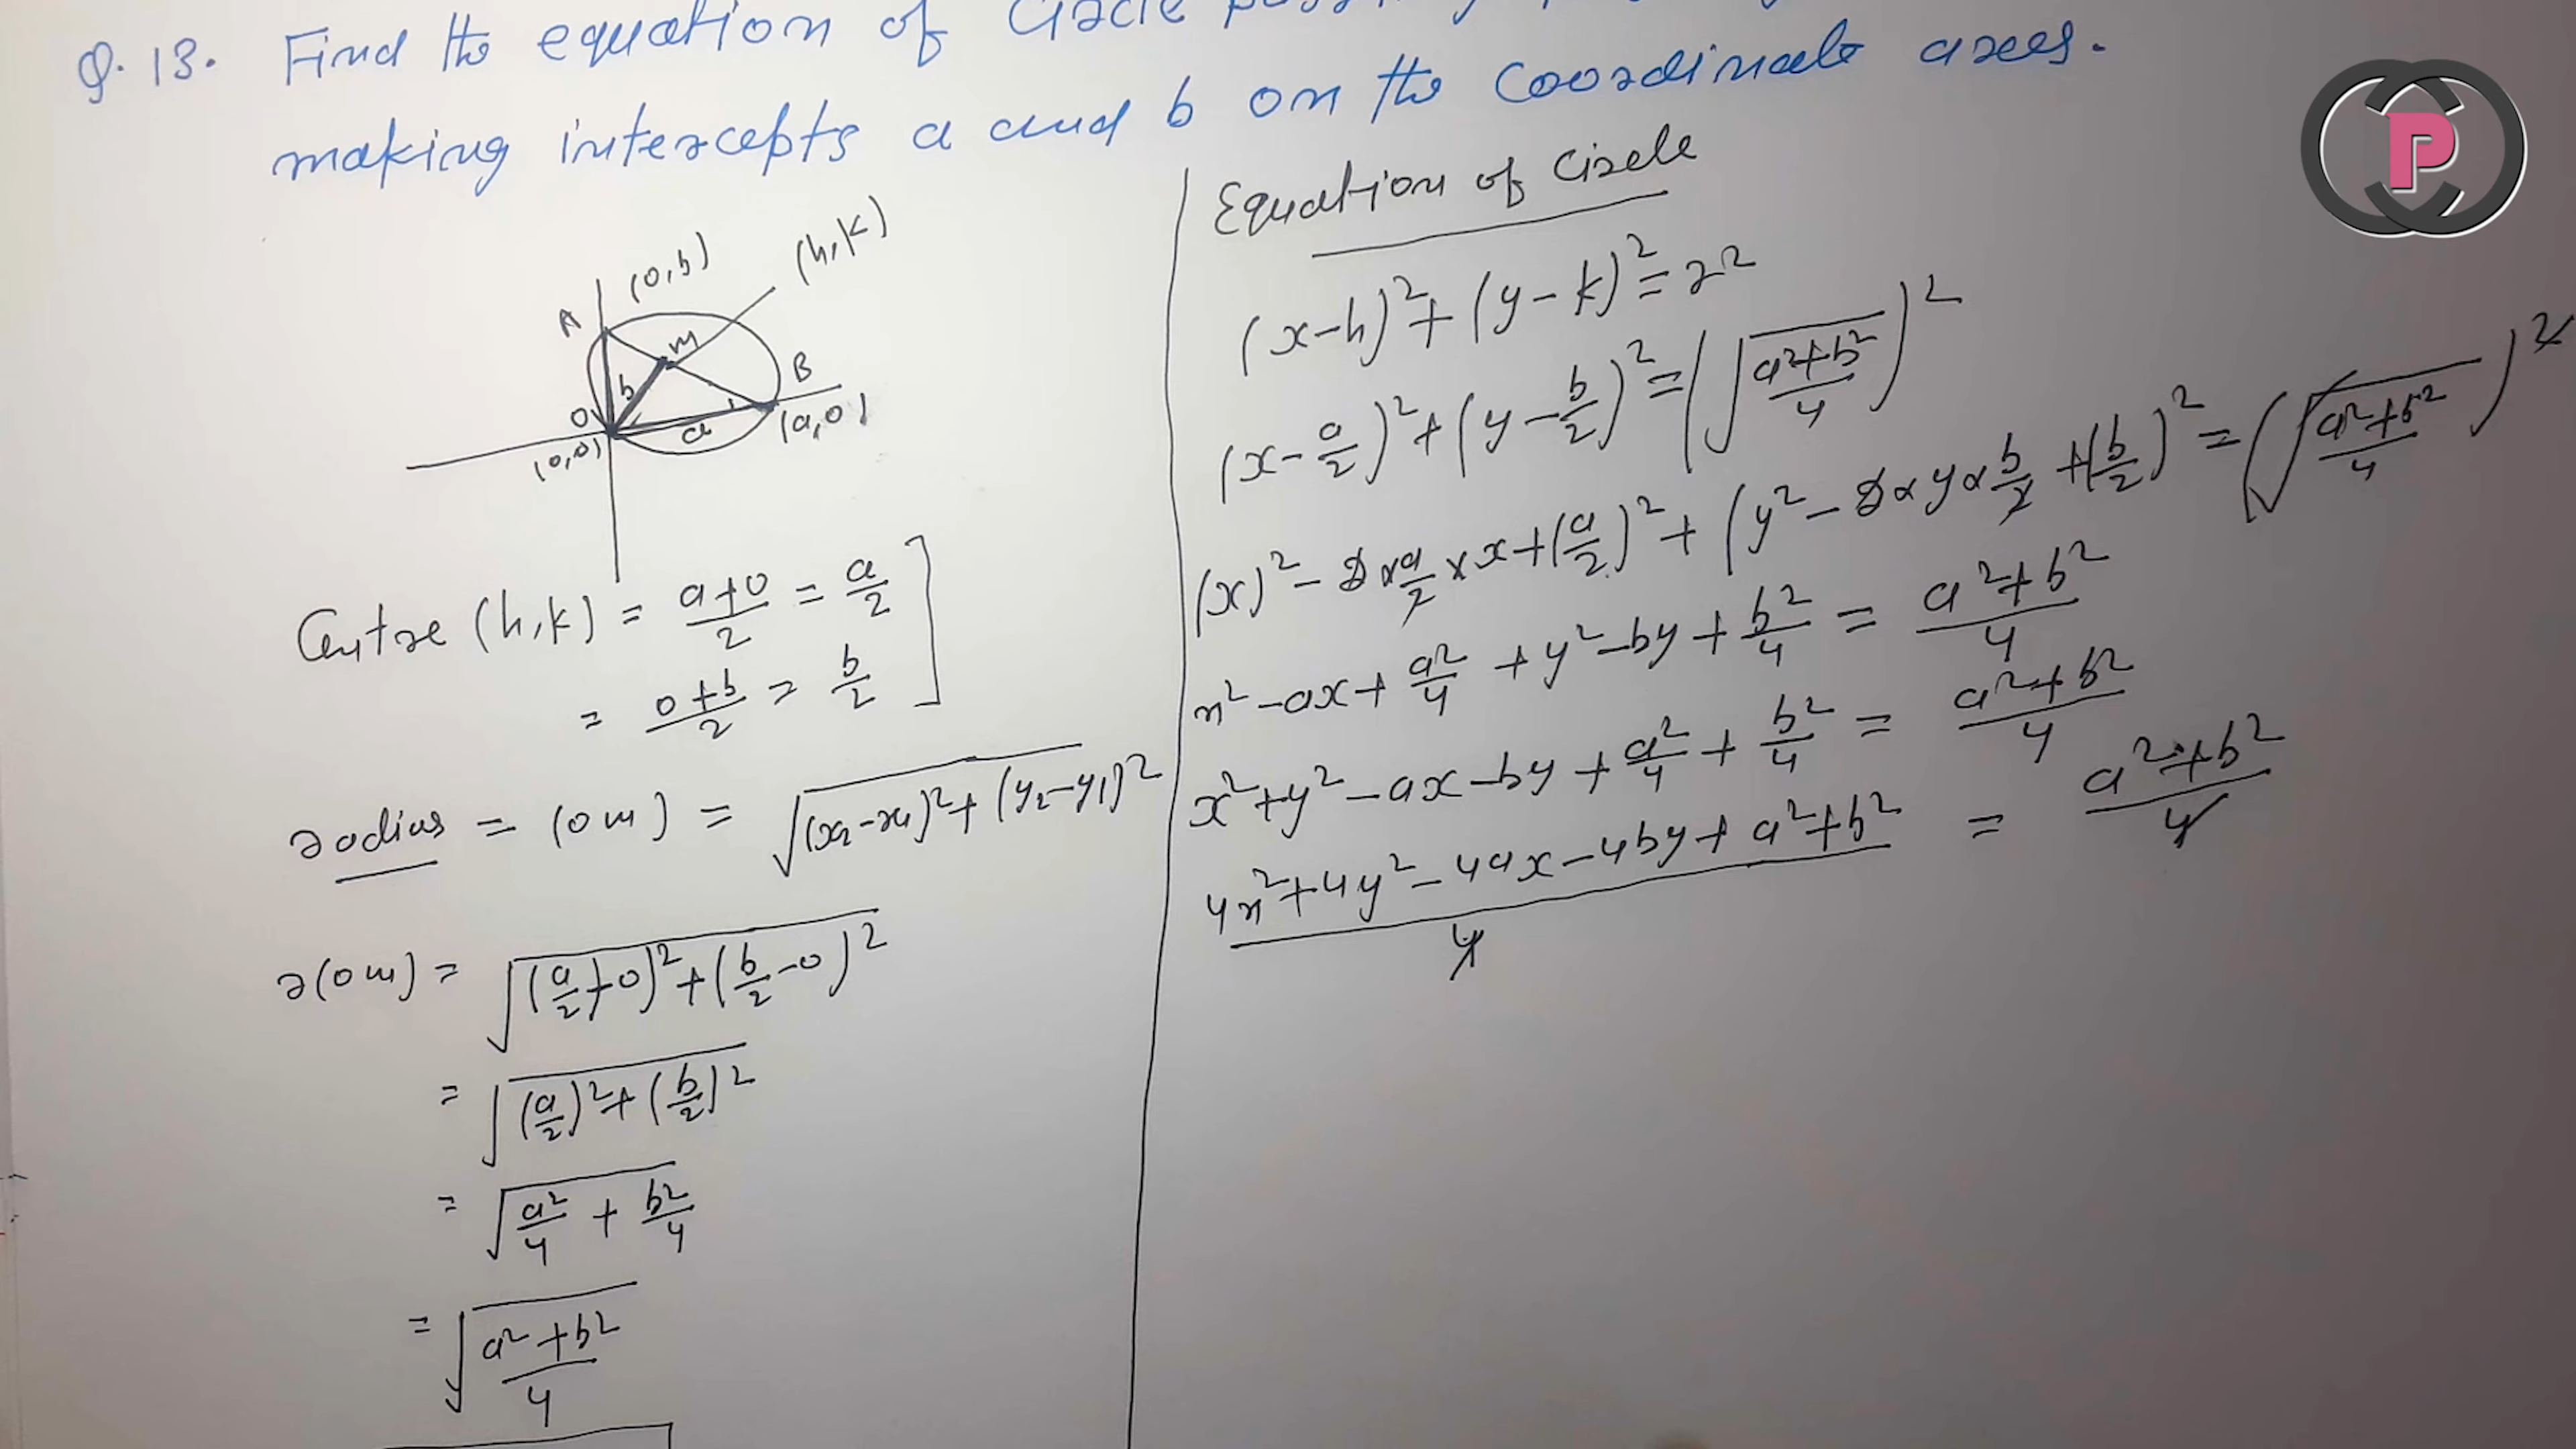 Q.13. Find the equation of Circle
making intercepts a and b on the coordinate axes.
(0,b)
(h,k)
A
M
B
b
O
a
(a,0)
(0,0)
Centre (h,k) = a+0/2 = a/2
= 0+b/2 = b/2
radius = (OM) = √(x₂-x₁)²+(y₂-y₁)²
r(OM) = √(a/2-0)²+(b/2-0)²
= √(a/2)²+(b/2)²
= √a²/4 + b²/4
= √a²+b²/4
Equation of Circle
(x-h)²+(y-k)²=r²
(x-a/2)²+(y-b/2)²=(√a²+b²/4)²
(x)²-2×a/2×x+(a/2)²+(y²-2×y×b/2+(b/2)²=(√a²+b²/4)²
x²-ax+a²/4+y²-by+b²/4=a²+b²/4
x²+y²-ax-by+a²/4+b²/4=a²+b²/4
4x²+4y²-4ax-4by+a²+b²/4 = a²+b²/4
P